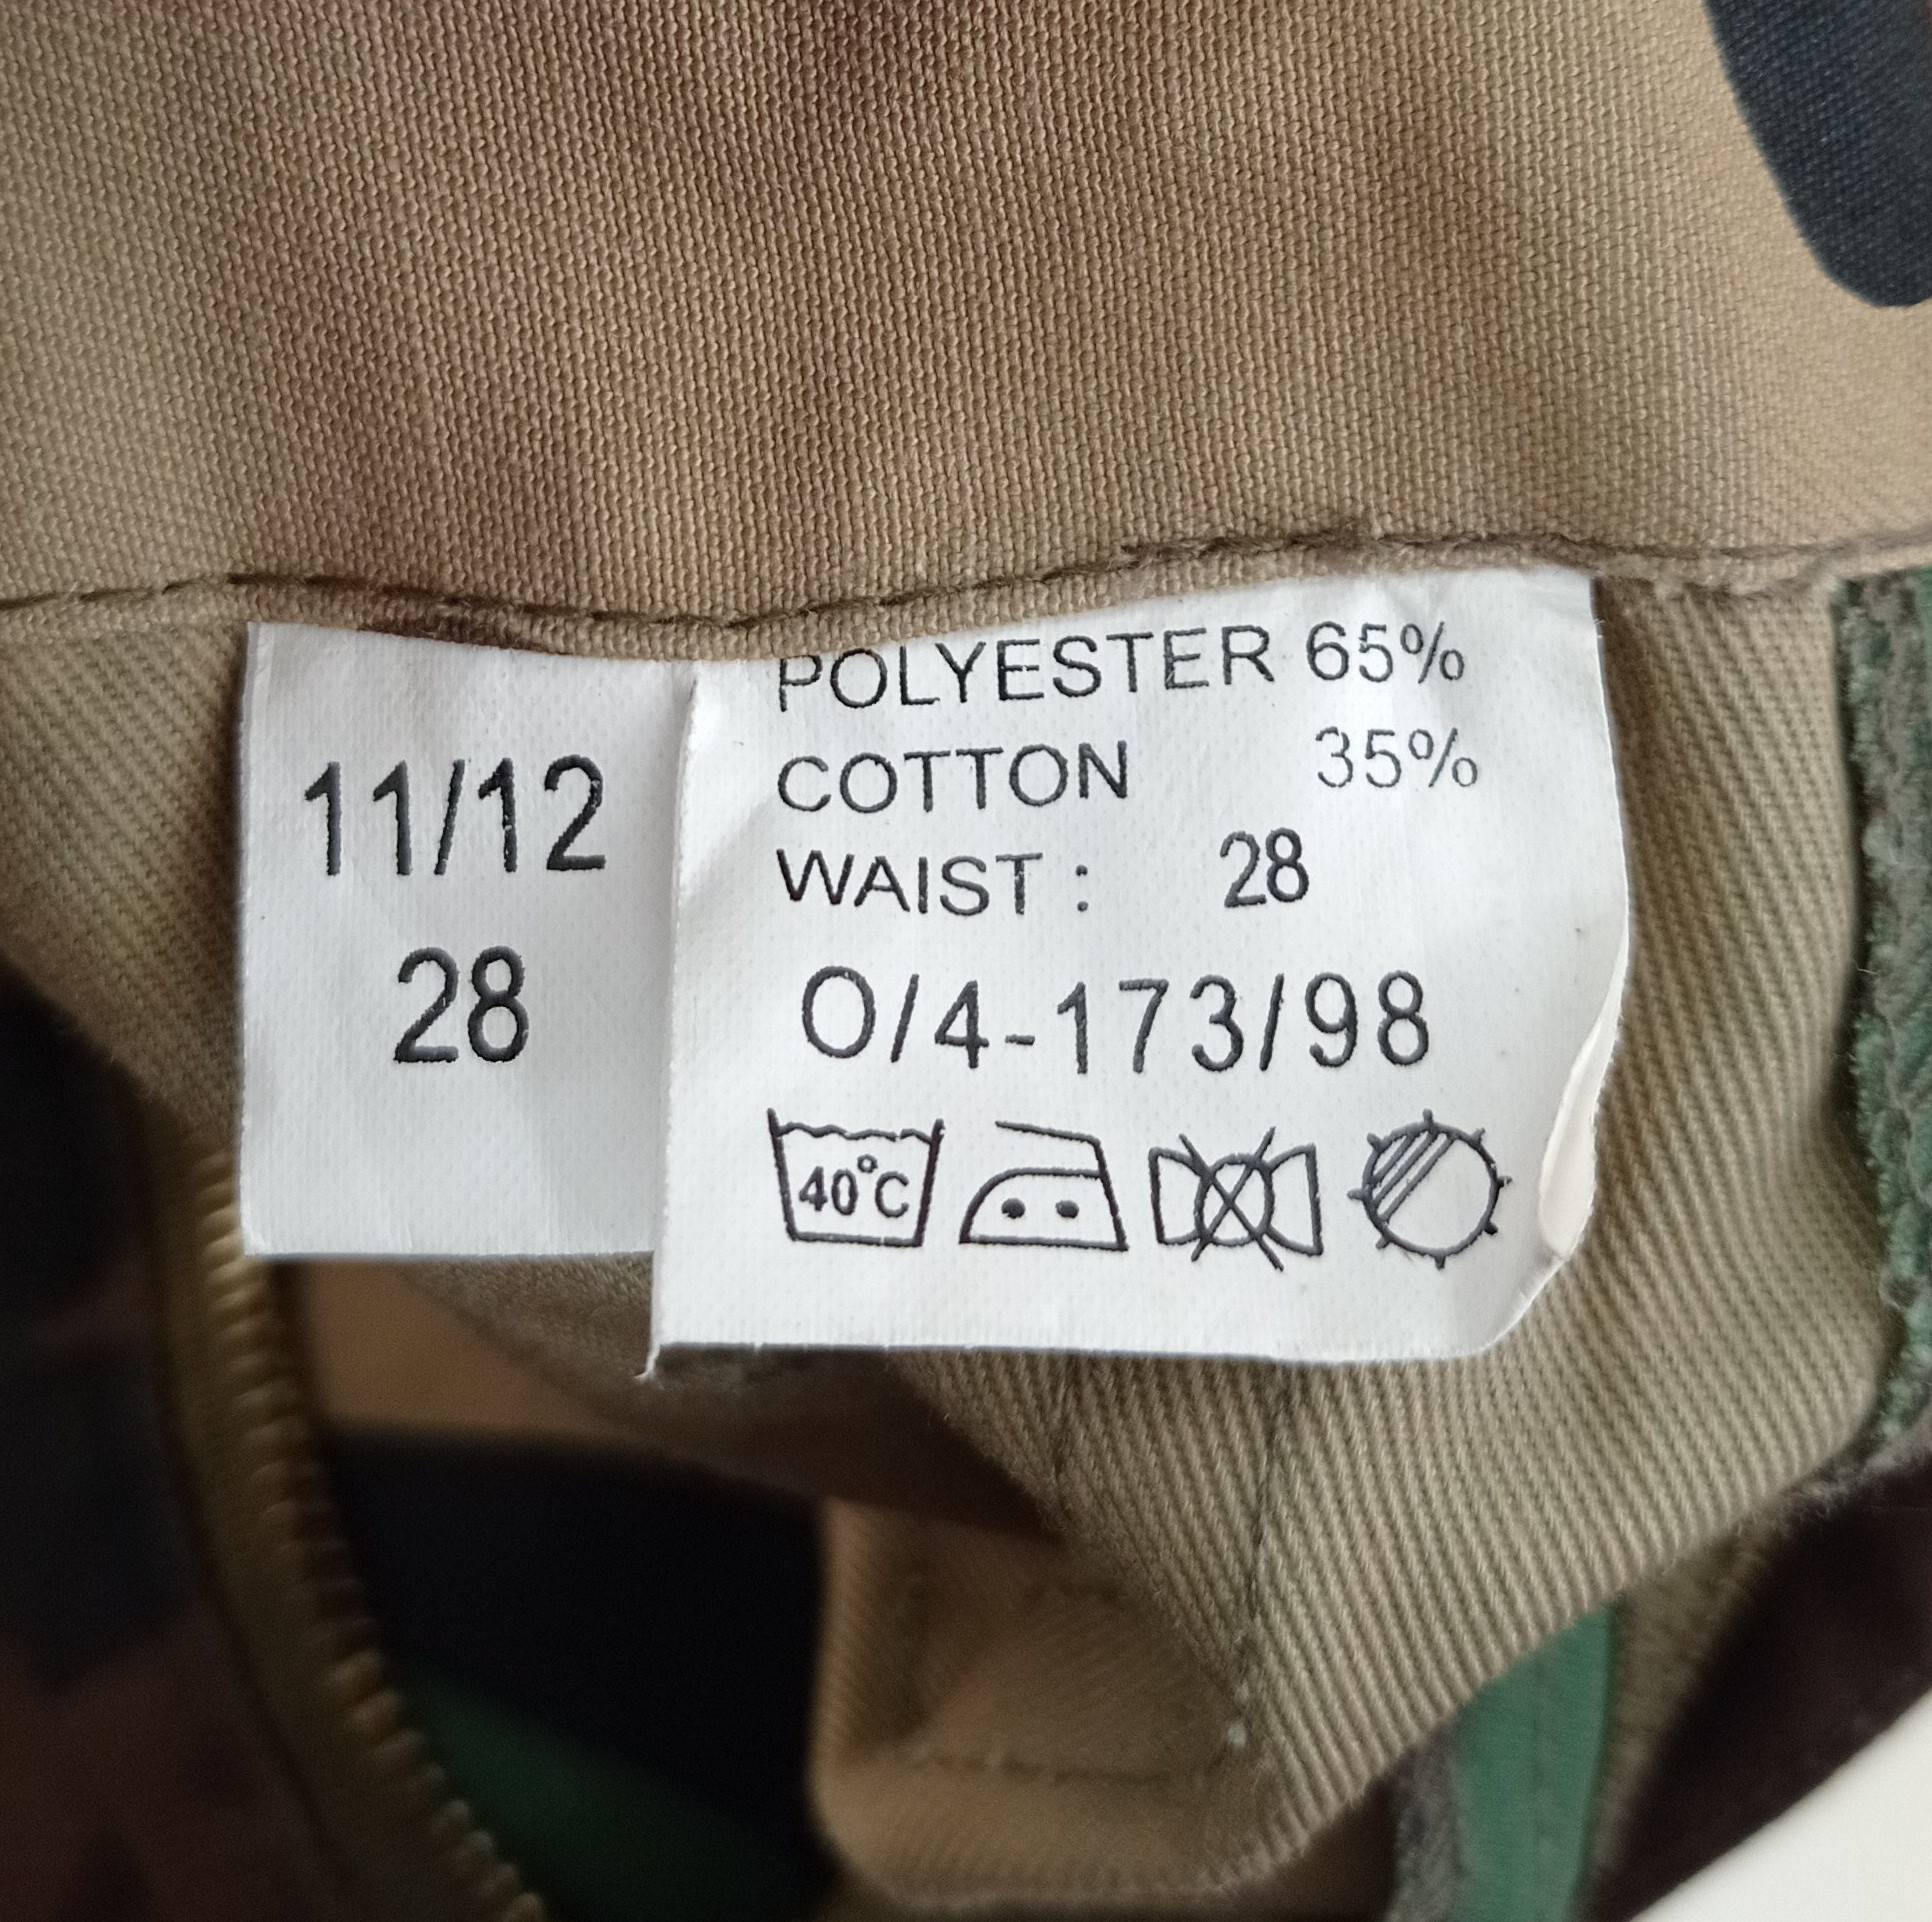 11/12
28
POLYESTER 65%
COTTON 35%
WAIST : 28
O/4-173/98
40°C